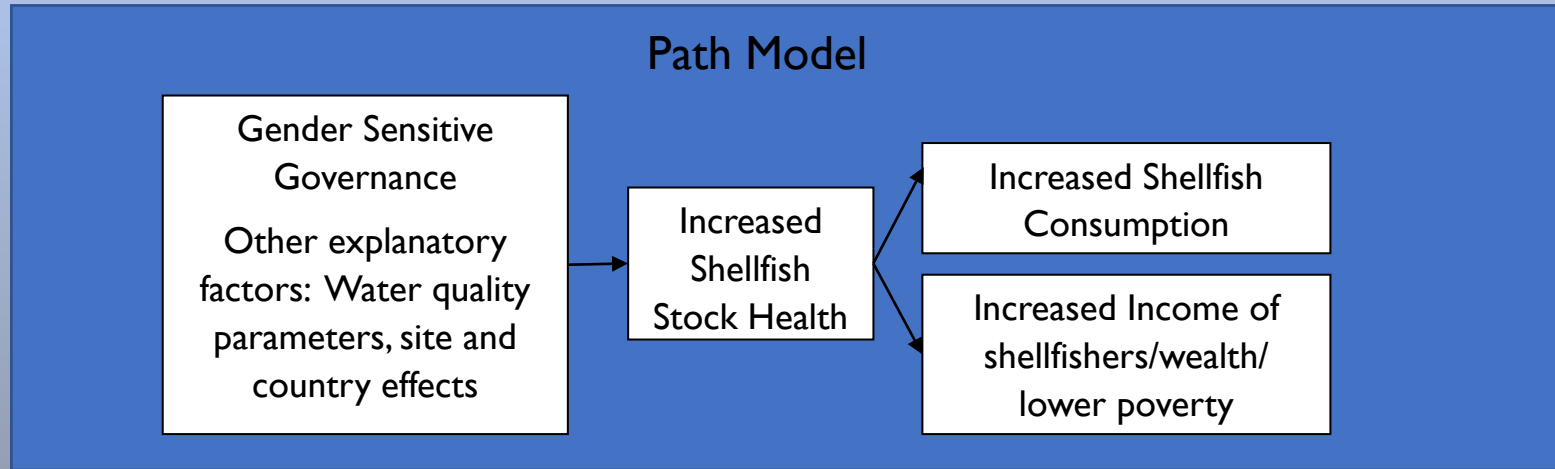 Path Model
Gender Sensitive
Governance
Other explanatory
factors: Water quality
parameters, site and
country effects
Increased
Shellfish
Stock Health
Increased Shellfish
Consumption
Increased Income of
shellfishers/wealth/
lower poverty